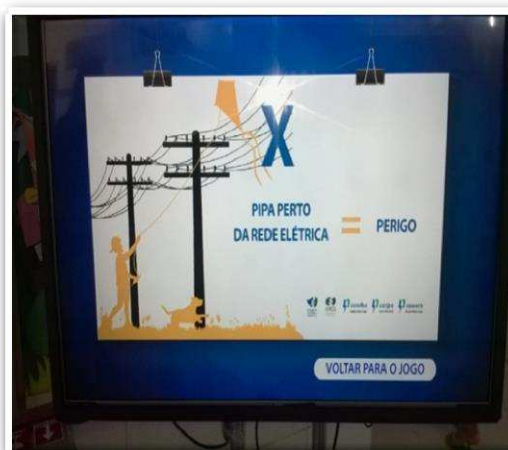 X
PIPA PERTO
DA REDE ELÉTRICA
=
PERIGO
VOLTAR PARA O JOGO